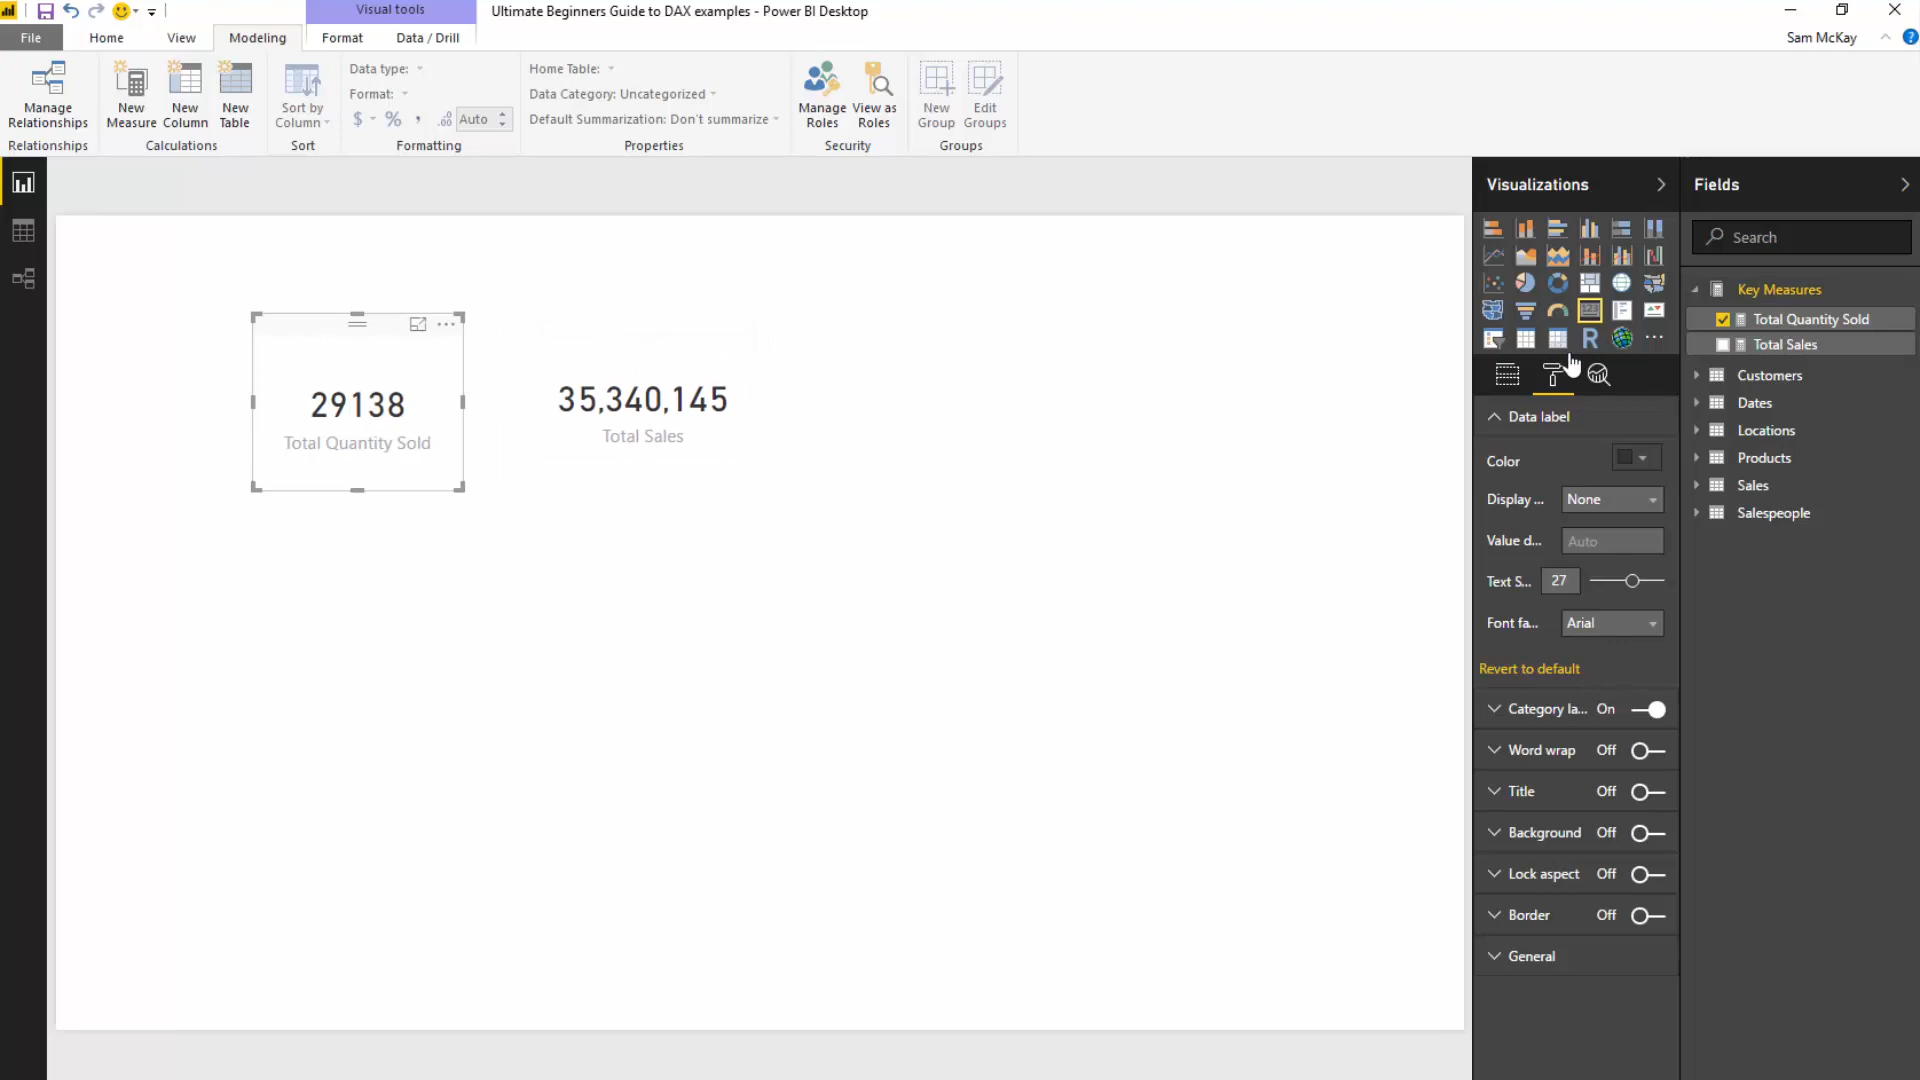 Visual tools
Ultimate Beginners Guide to DAX examples - Power BI Desktop
File
Home
View
Modeling
Format
Data / Drill
Sam McKay
Manage Relationships
New Measure
New Column
New Table
Sort by Column
Data type:
Format:
$ % , .00 Auto
Home Table:
Data Category: Uncategorized
Default Summarization: Don't summarize
Manage Roles
View as Roles
New Group
Edit Groups
Relationships
Calculations
Sort
Formatting
Properties
Security
Groups
29138
Total Quantity Sold
35,340,145
Total Sales
Visualizations
R
Data label
Color
Display ... None
Value d... Auto
Text S... 27
Font fa... Arial
Revert to default
Category la... On
Word wrap Off
Title Off
Background Off
Lock aspect Off
Border Off
General
Fields
Search
Key Measures
Total Quantity Sold
Total Sales
Customers
Dates
Locations
Products
Sales
Salespeople